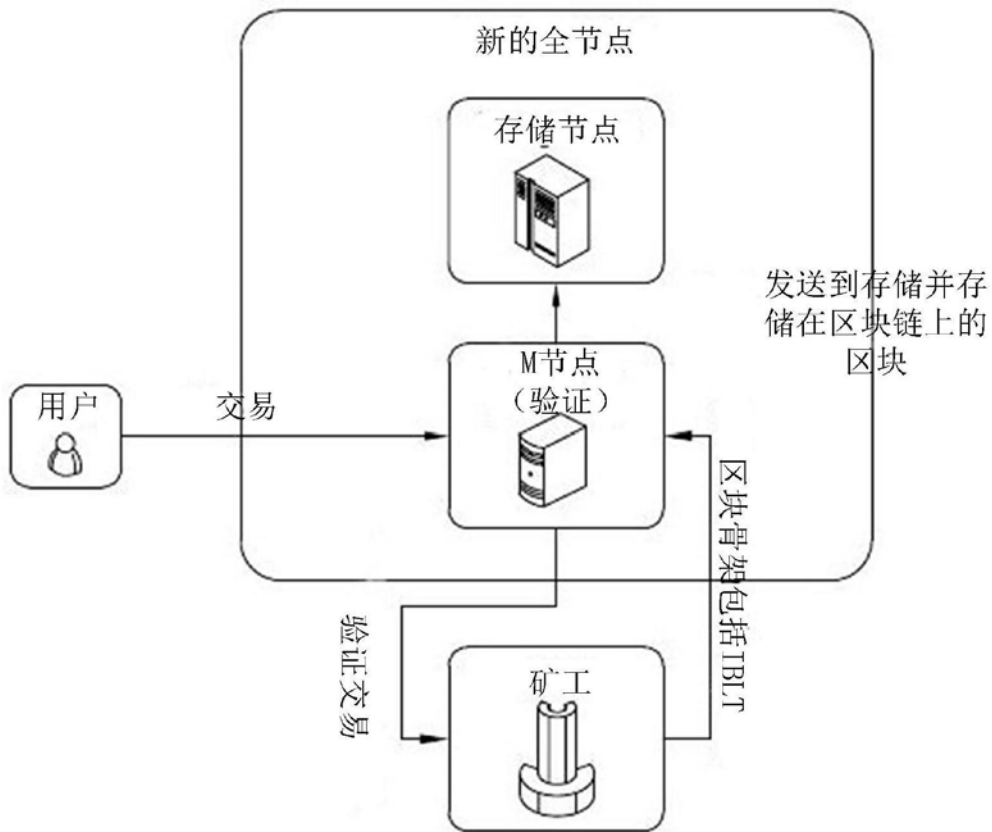 新的全节点
存储节点
发送到存储并存
储在区块链上的
区块
M节点
（验证）
用户
交易
区块骨架包括IBLT
验证交易
矿工